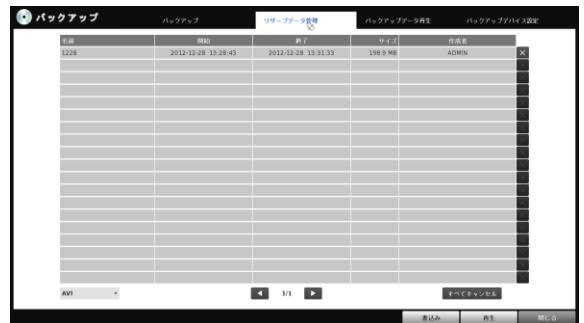 バックアップ
バックアップ リザーブデータ管理 バックアップデータ再生 バックアップデバイス設定
名前 開始 終了 サイズ 作成者
1228 2012-12-28 13:28:43 2012-12-28 13:31:33 198.9 MB ADMIN ×
AVI 1/1 すべてキャンセル
書込み 再生 閉じる